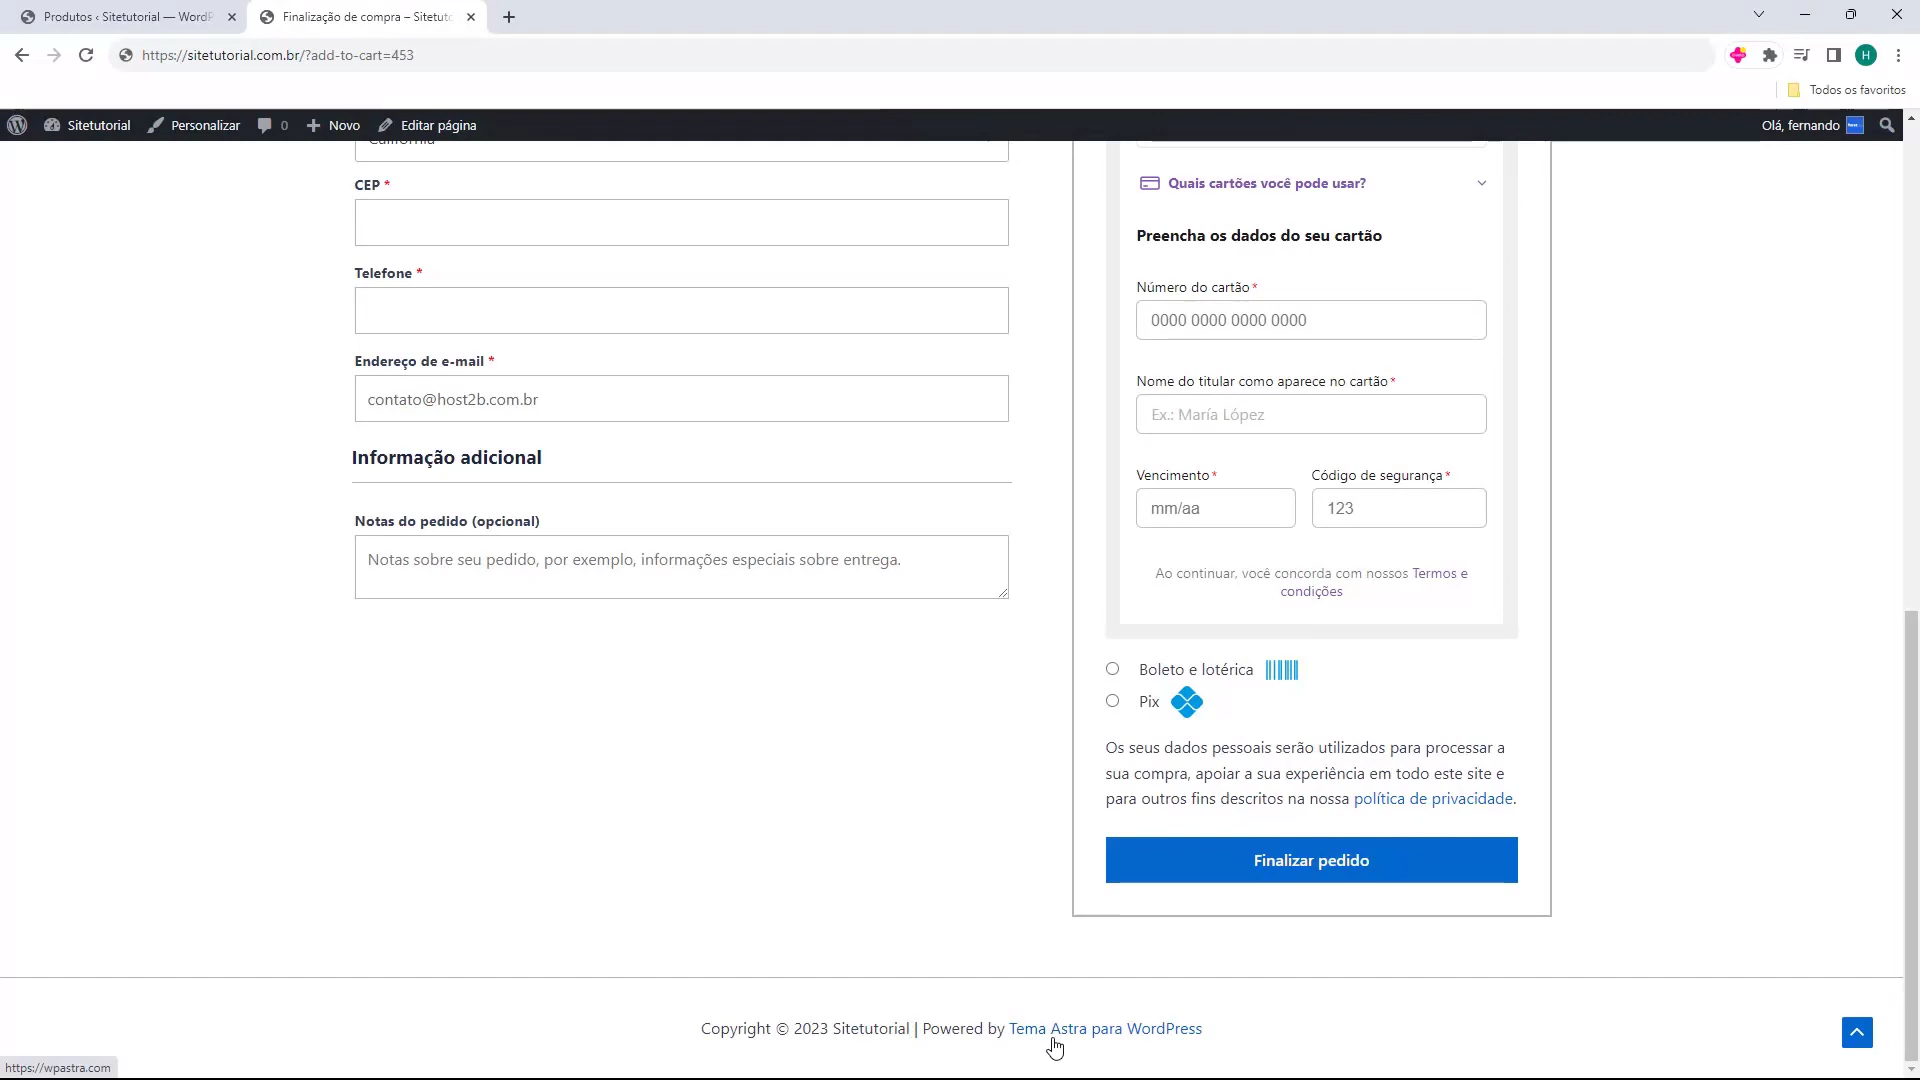 Produtos ‹ Sitetutorial — WordP
Finalização de compra – Sitetuto
https://sitetutorial.com.br/?add-to-cart=453
H
Todos os favoritos
Sitetutorial
Personalizar
0
Novo
Editar página
Olá, fernando
California
CEP *
Telefone *
Endereço de e-mail *
contato@host2b.com.br
Informação adicional
Notas do pedido (opcional)
Notas sobre seu pedido, por exemplo, informações especiais sobre entrega.
Quais cartões você pode usar?
Preencha os dados do seu cartão
Número do cartão*
0000 0000 0000 0000
Nome do titular como aparece no cartão*
Ex.: María López
Vencimento*
Código de segurança*
mm/aa
123
Ao continuar, você concorda com nossos Termos e
condições
Boleto e lotérica
Pix
Os seus dados pessoais serão utilizados para processar a
sua compra, apoiar a sua experiência em todo este site e
para outros fins descritos na nossa política de privacidade.
Finalizar pedido
Copyright © 2023 Sitetutorial | Powered by Tema Astra para WordPress
https://wpastra.com